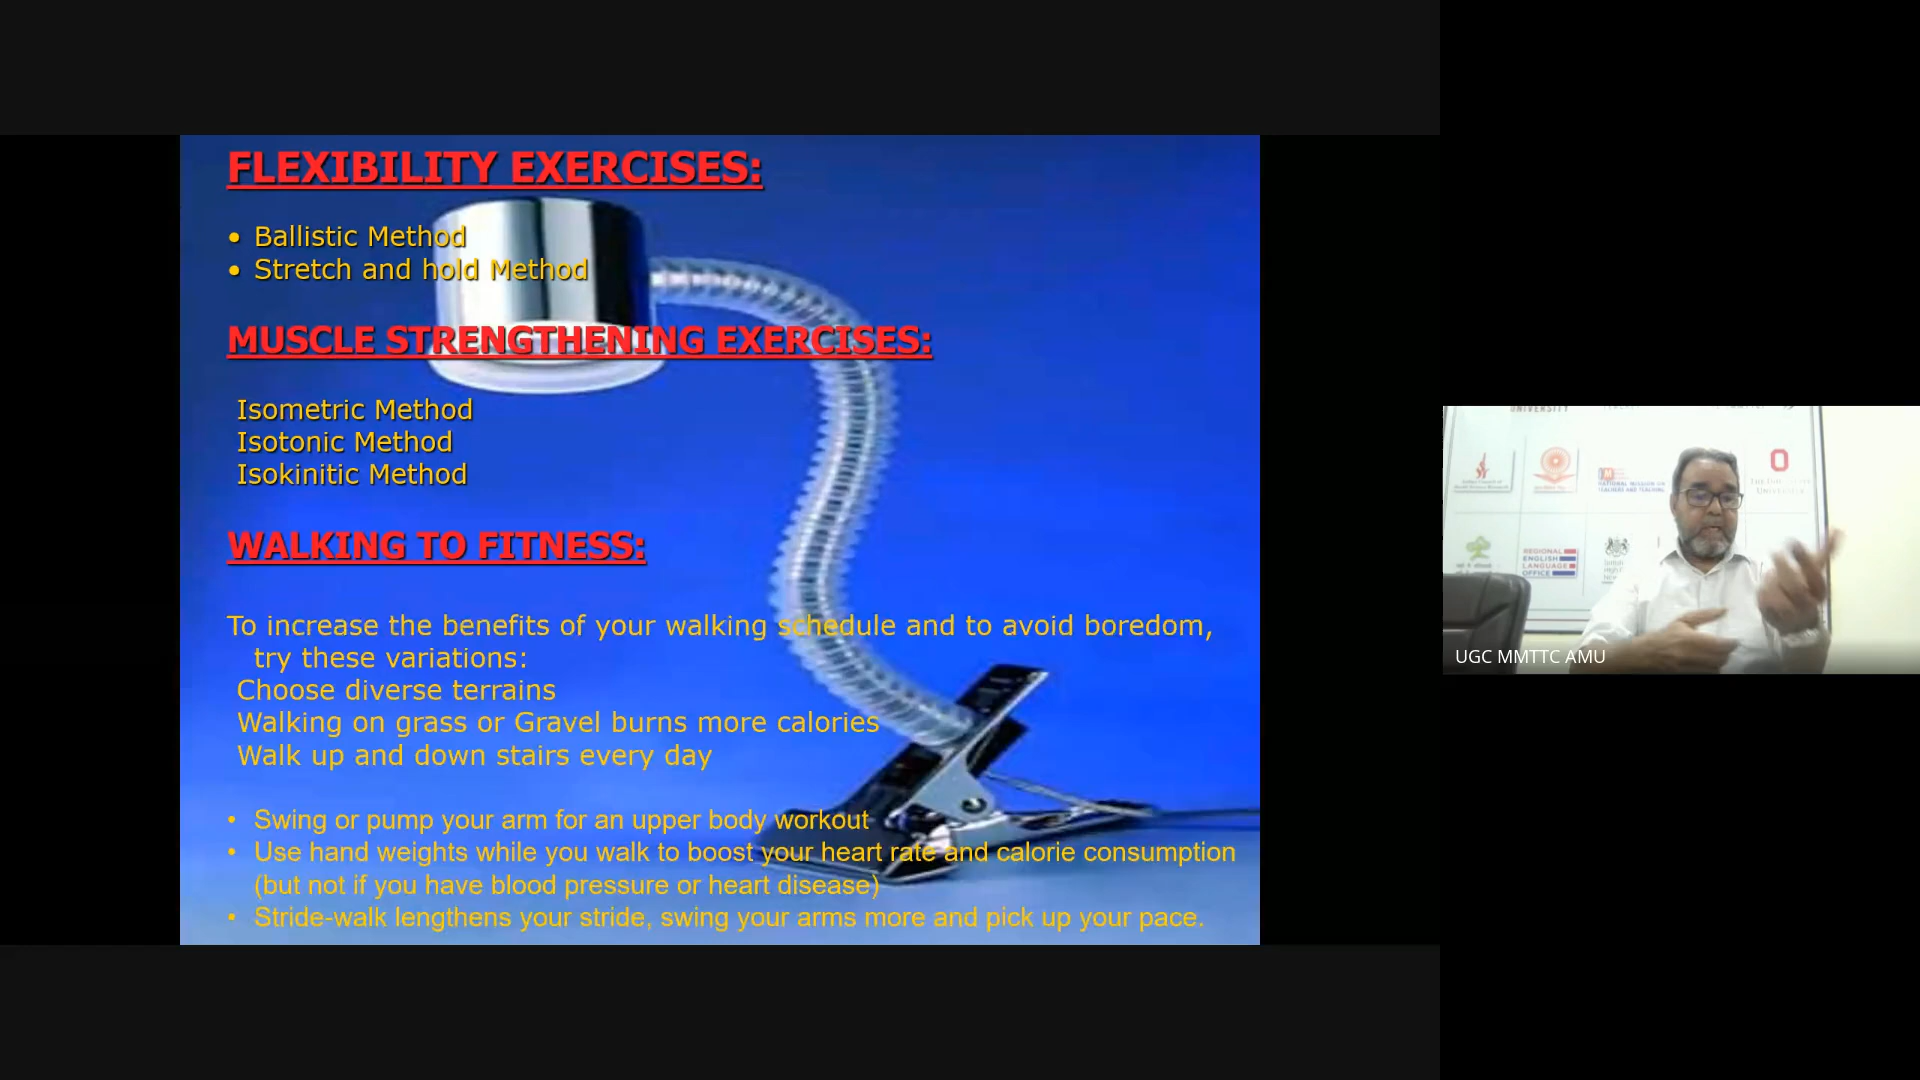 FLEXIBILITY EXERCISES:
• Ballistic Method
• Stretch and hold Method
MUSCLE STRENGTHENING EXERCISES:
Isometric Method
Isotonic Method
Isokinitic Method
WALKING TO FITNESS:
To increase the benefits of your walking schedule and to avoid boredom,
try these variations:
Choose diverse terrains
Walking on grass or Gravel burns more calories
Walk up and down stairs every day
• Swing or pump your arm for an upper body workout
• Use hand weights while you walk to boost your heart rate and calorie consumption
(but not if you have blood pressure or heart disease)
• Stride-walk lengthens your stride, swing your arms more and pick up your pace.
UNIVERSITY
O
REGIONAL
ENGLISH
LANGUAGE
OFFICE
UGC MMTTC AMU